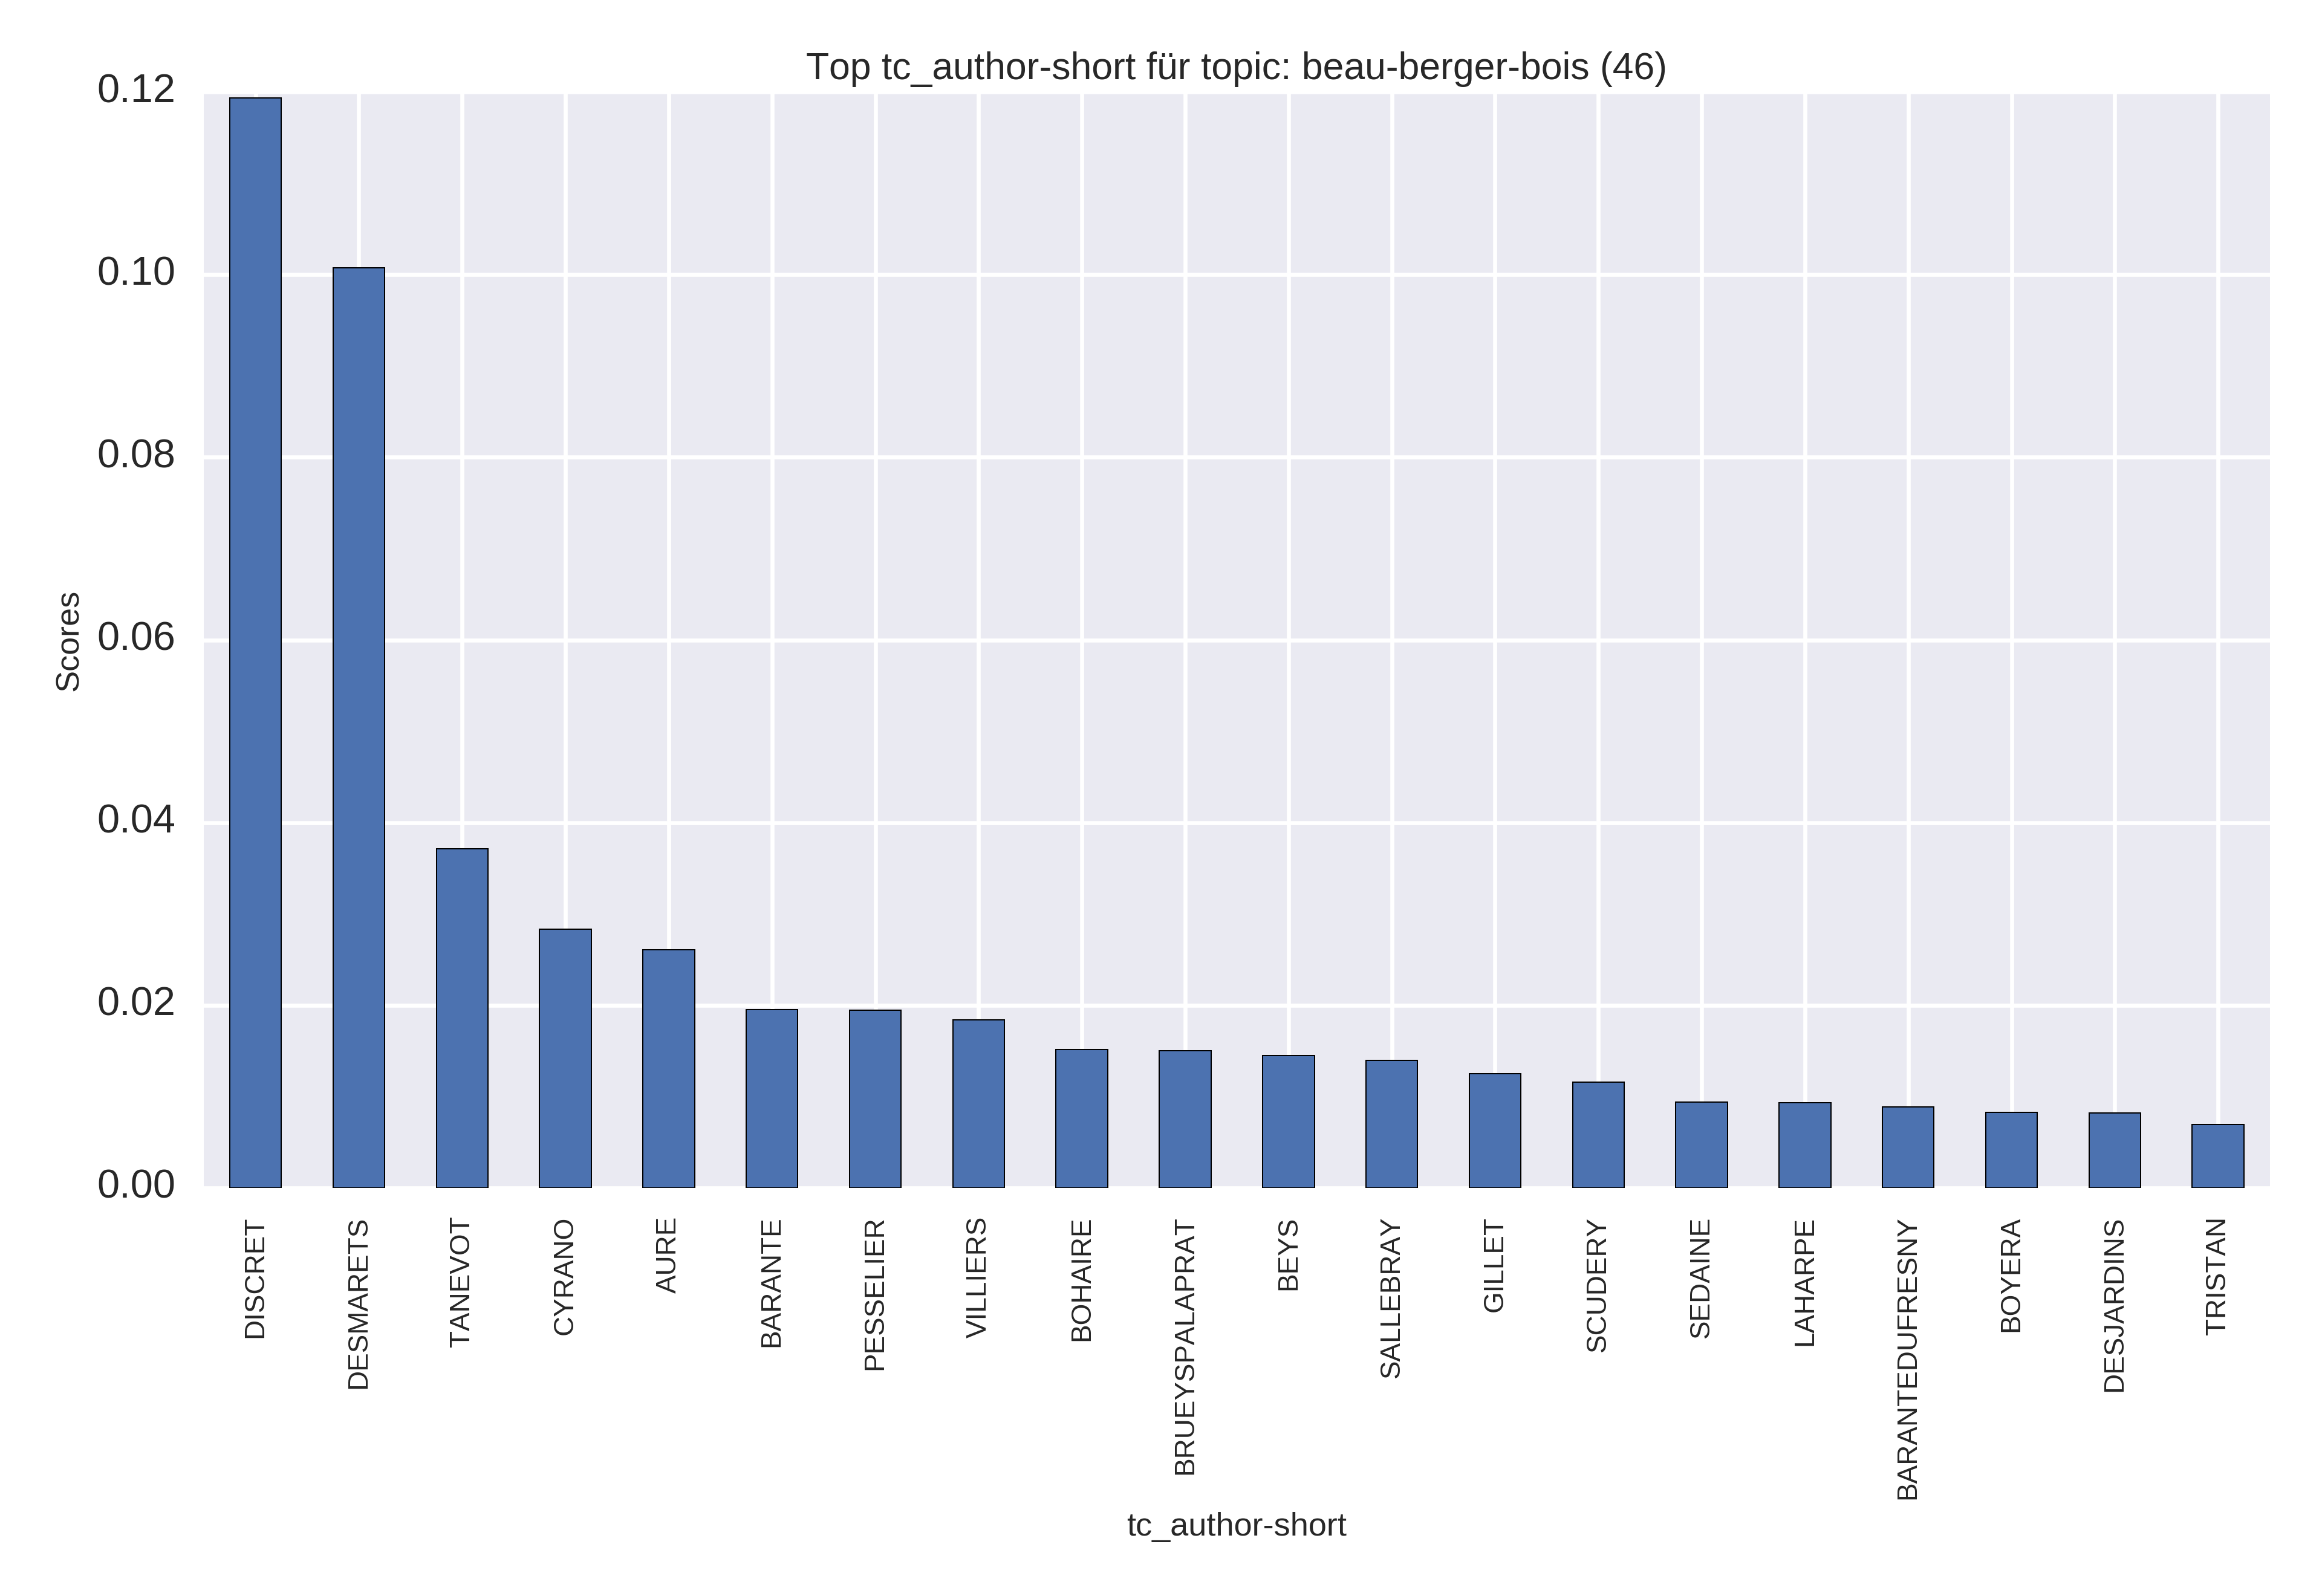 Top tc_author-short für topic: beau-berger-bois (46)
0.12
0.10
0.08
0.06
0.04
0.02
0.00
Scores
DISCRET
DESMARETS
TANEVOT
CYRANO
AURE
BARANTE
PESSELIER
VILLIERS
BOHAIRE
BRUEYSPALAPRAT
BEYS
SALLEBRAY
GILLET
SCUDERY
SEDAINE
LAHARPE
BARANTEDUFRESNY
BOYERA
DESJARDINS
TRISTAN
tc_author-short